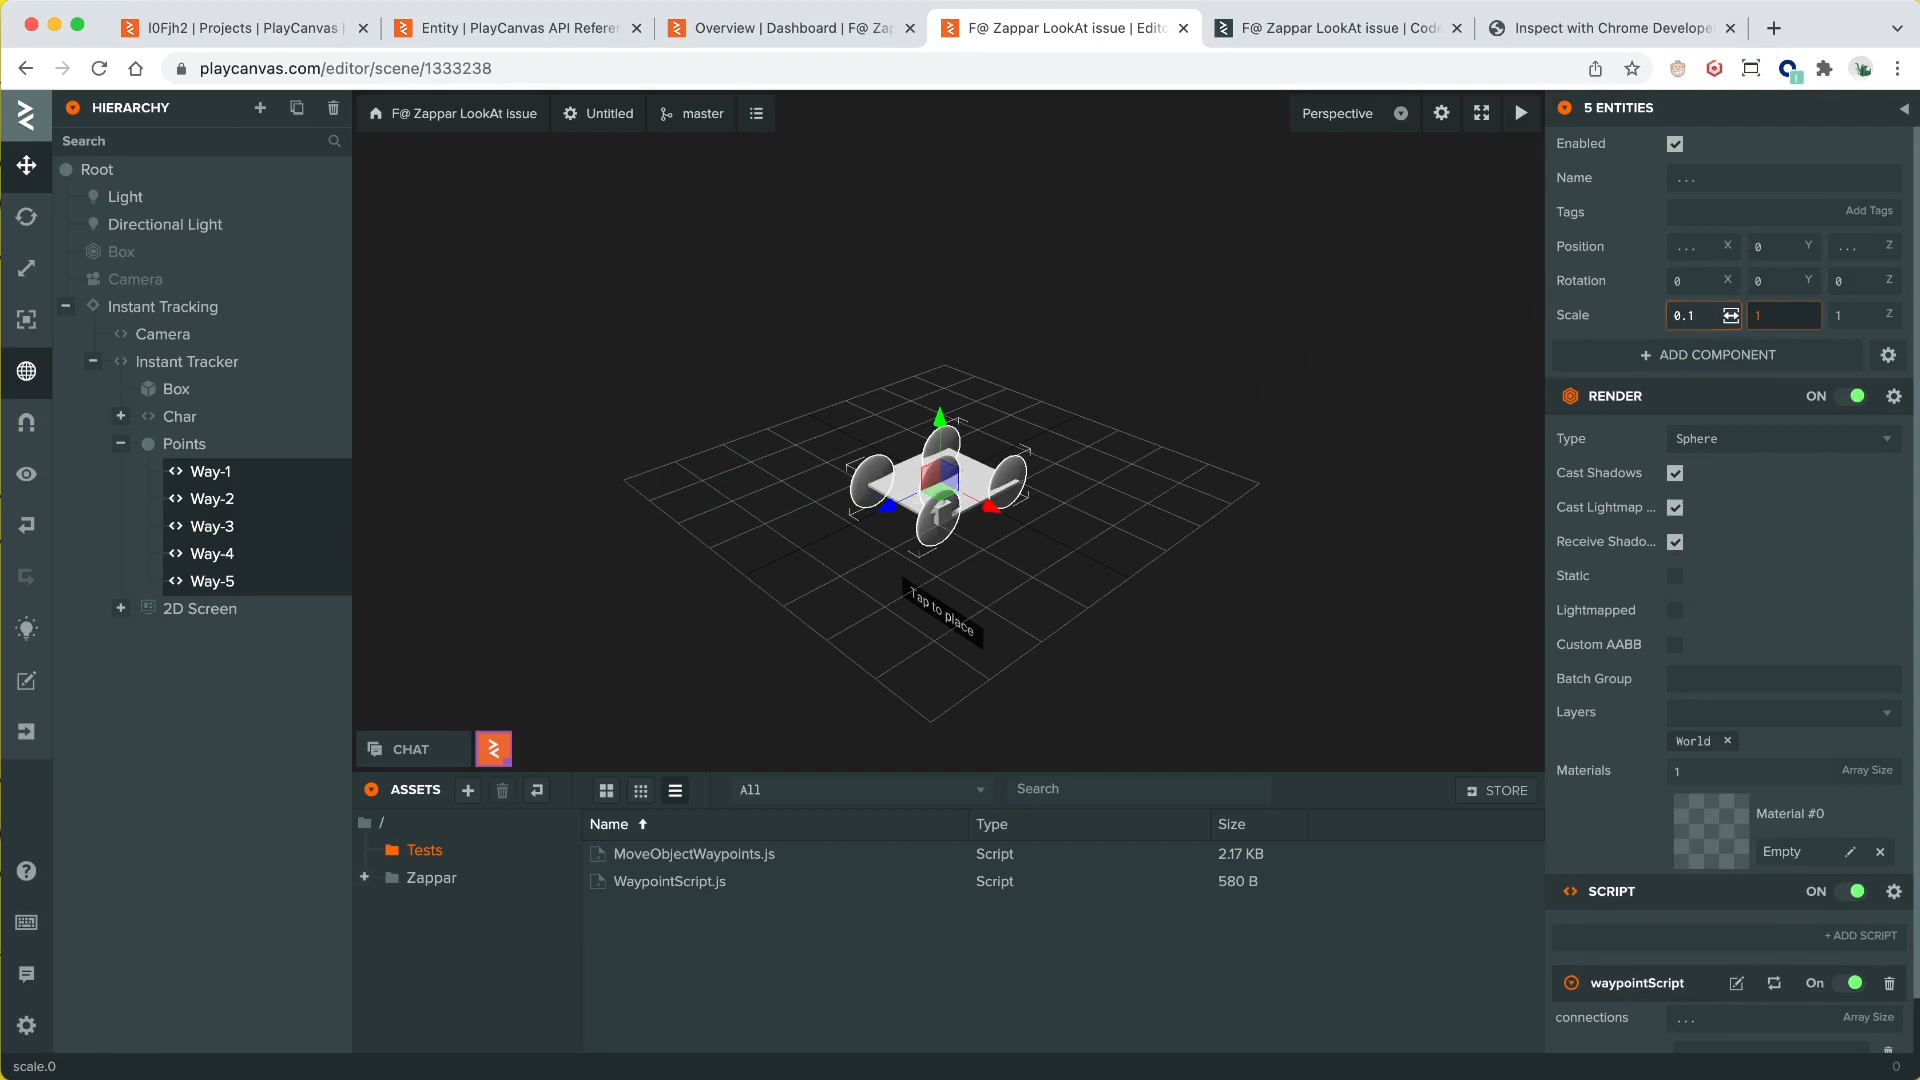 I0Fjh2 | Projects | PlayCanvas |
Entity | PlayCanvas API Referen
Overview | Dashboard | F@ Zap
F@ Zappar LookAt issue | Edito
F@ Zappar LookAt issue | Code
Inspect with Chrome Develope
playcanvas.com/editor/scene/1333238
HIERARCHY
Search
Root
Light
Directional Light
Box
Camera
Instant Tracking
Camera
Instant Tracker
Box
Char
Points
Way-1
Way-2
Way-3
Way-4
Way-5
2D Screen
F@ Zappar LookAt issue
Untitled
master
Perspective
Tap to place
CHAT
ASSETS
All
Search
STORE
/
Tests
Zappar
Name
Type
Size
MoveObjectWaypoints.js
Script
2.17 KB
WaypointScript.js
Script
580 B
5 ENTITIES
Enabled
Name
...
Tags
Add Tags
Position
... X 0 Y ... Z
Rotation
0 X 0 Y 0 Z
Scale
0.1 1 1 Z
ADD COMPONENT
RENDER
ON
Type
Sphere
Cast Shadows
Cast Lightmap ...
Receive Shado...
Static
Lightmapped
Custom AABB
Batch Group
Layers
World
Materials
1
Array Size
Material #0
Empty
SCRIPT
ON
+ ADD SCRIPT
waypointScript
On
connections
...
Array Size
scale.0
0